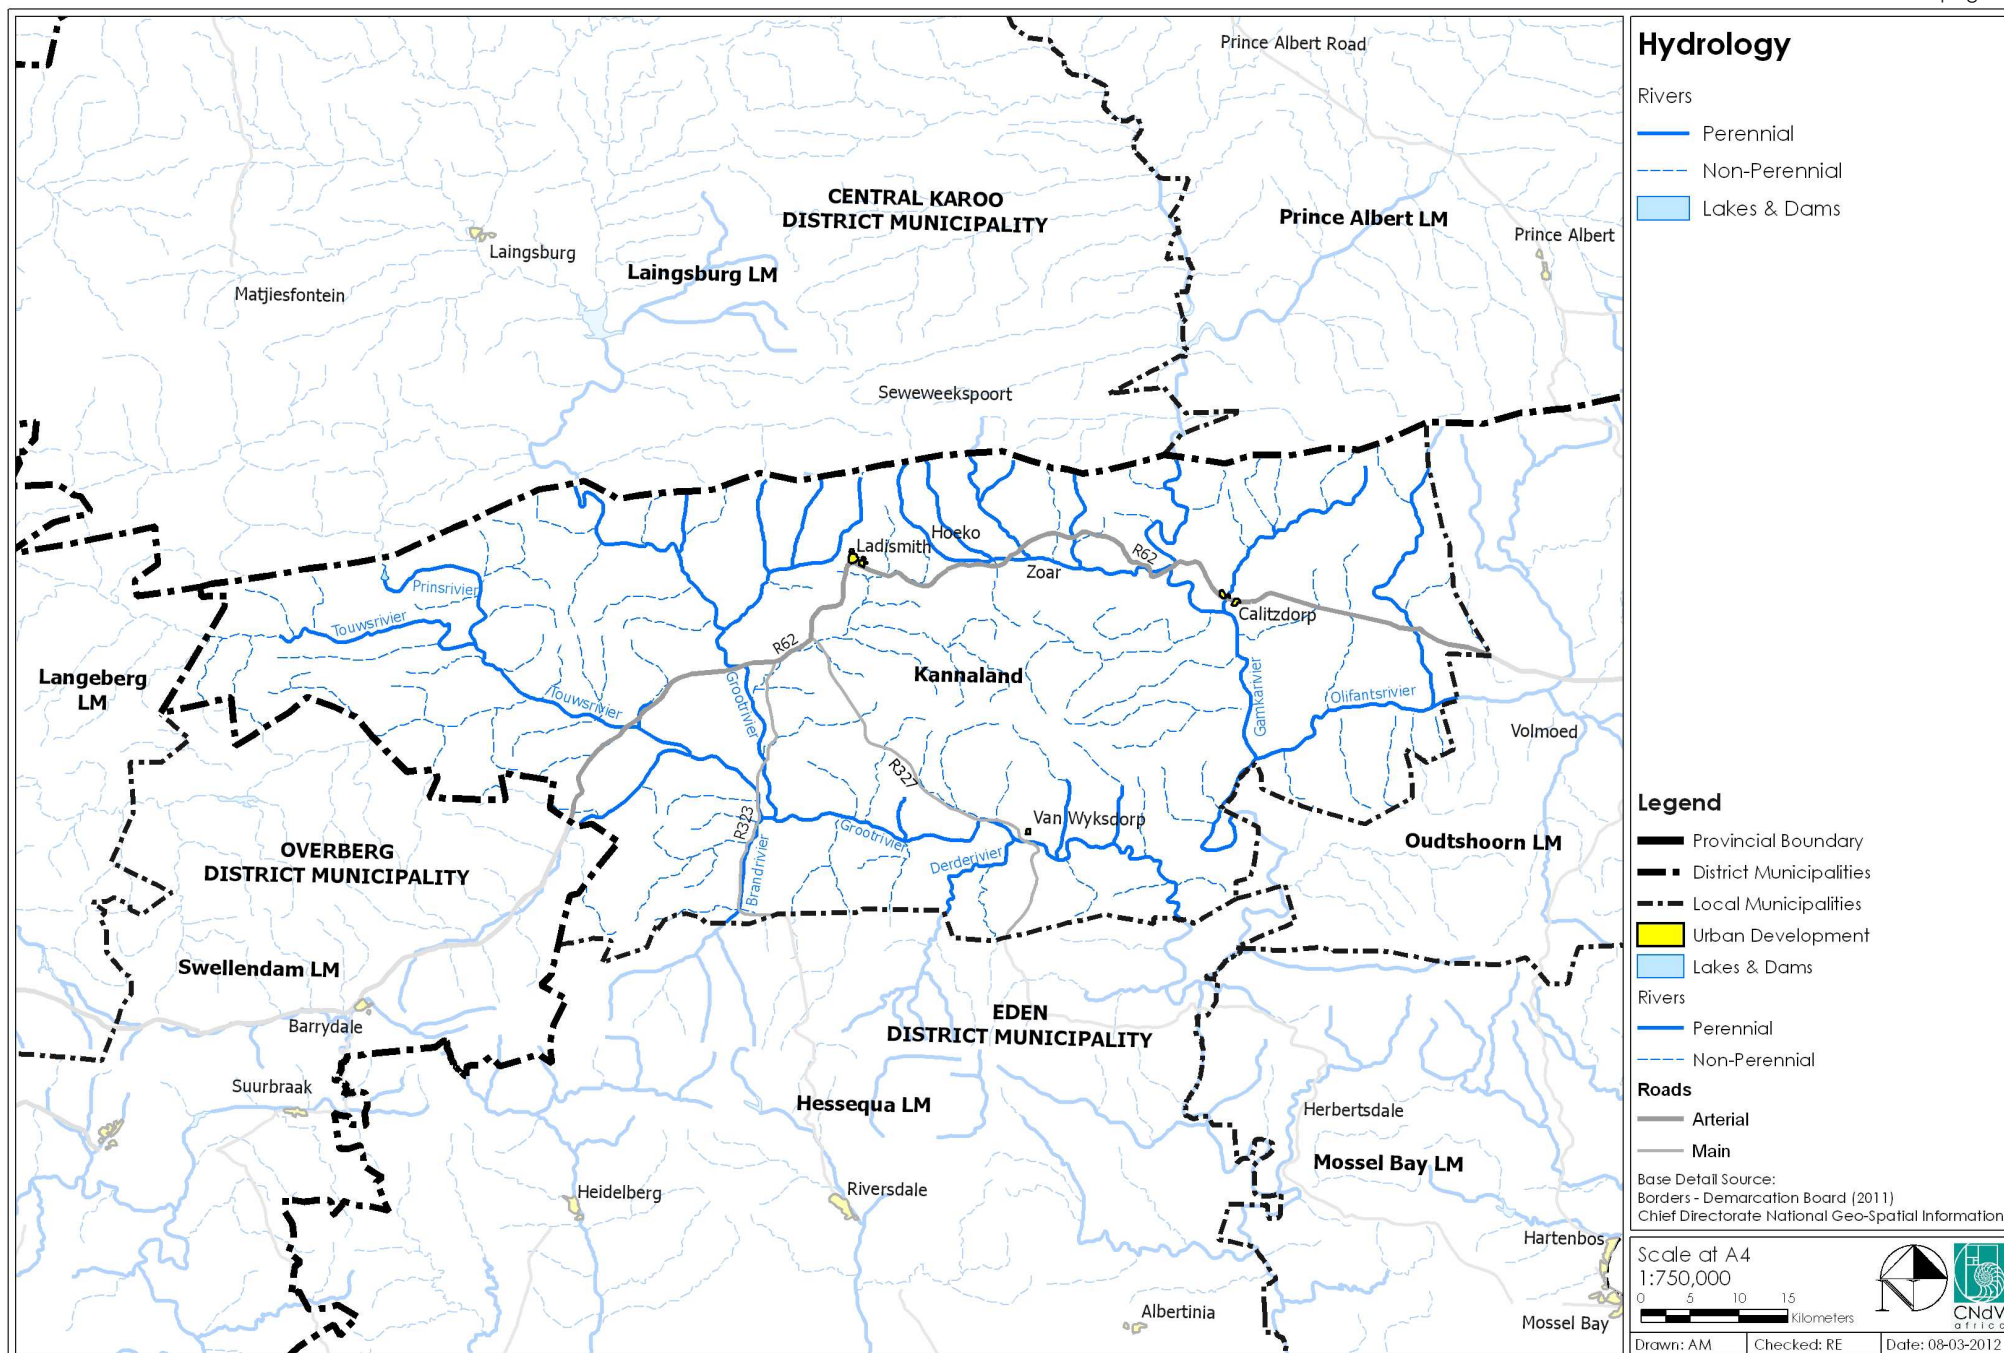 Prince Albert Road
CENTRAL KAROO
DISTRICT MUNICIPALITY
Prince Albert LM
Prince Albert
Laingsburg
Laingsburg LM
Matjiesfontein
Seweweekspoort
Hoeko
Ladismith
R62
Zoar
Prinsrivier
Calitzdorp
Touwsrivier
R62
Langeberg
LM
Kannaland
Grootrivier
Touwsrivier
Gamkarivier
Olifantsrivier
Volmoed
R327
R323
Van Wyksdorp
Grootrivier
Oudtshoorn LM
OVERBERG
DISTRICT MUNICIPALITY
Derderivier
Brandrivier
Swellendam LM
EDEN
DISTRICT MUNICIPALITY
Barrydale
Suurbraak
Hessequa LM
Herbertsdale
Mossel Bay LM
Heidelberg
Riversdale
Hartenbos
Albertinia
Mossel Bay
Hydrology
Rivers
Perennial
Non-Perennial
Lakes & Dams
Legend
Provincial Boundary
District Municipalities
Local Municipalities
Urban Development
Lakes & Dams
Rivers
Perennial
Non-Perennial
Roads
Arterial
Main
Base Detail Source:
Borders - Demarcation Board (2011)
Chief Directorate National Geo-Spatial Information
Scale at A4
1:750,000
0 5 10 15
Kilometers
N
CNdV
africa
Drawn: AM Checked: RE Date: 08-03-2012